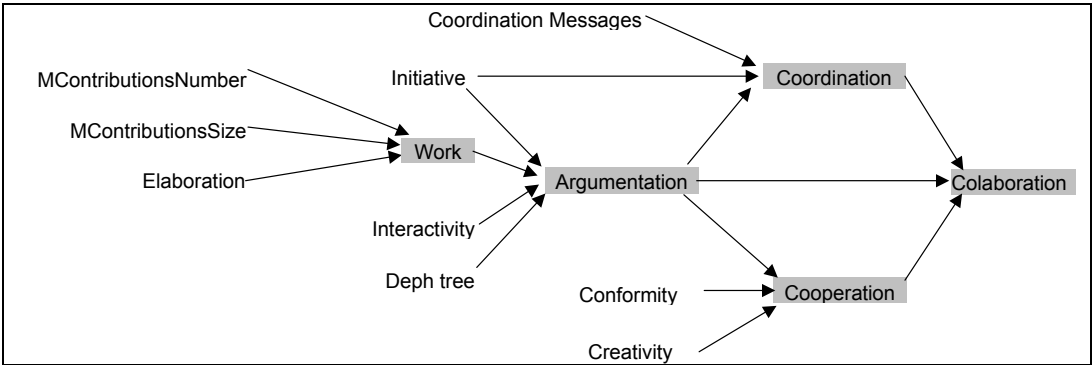 Coordination Messages
Initiative
Coordination
MContributionsNumber
MContributionsSize
Work
Elaboration
Argumentation
Colaboration
Interactivity
Deph tree
Conformity
Cooperation
Creativity